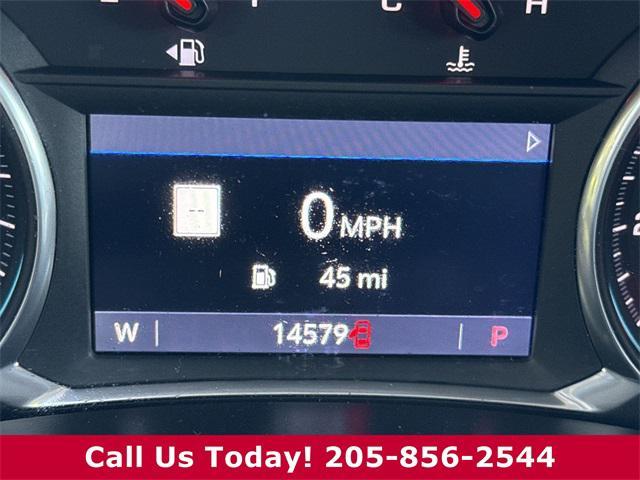 C H
--
0 MPH
45 mi
W 14579 P
Call Us Today! 205-856-2544